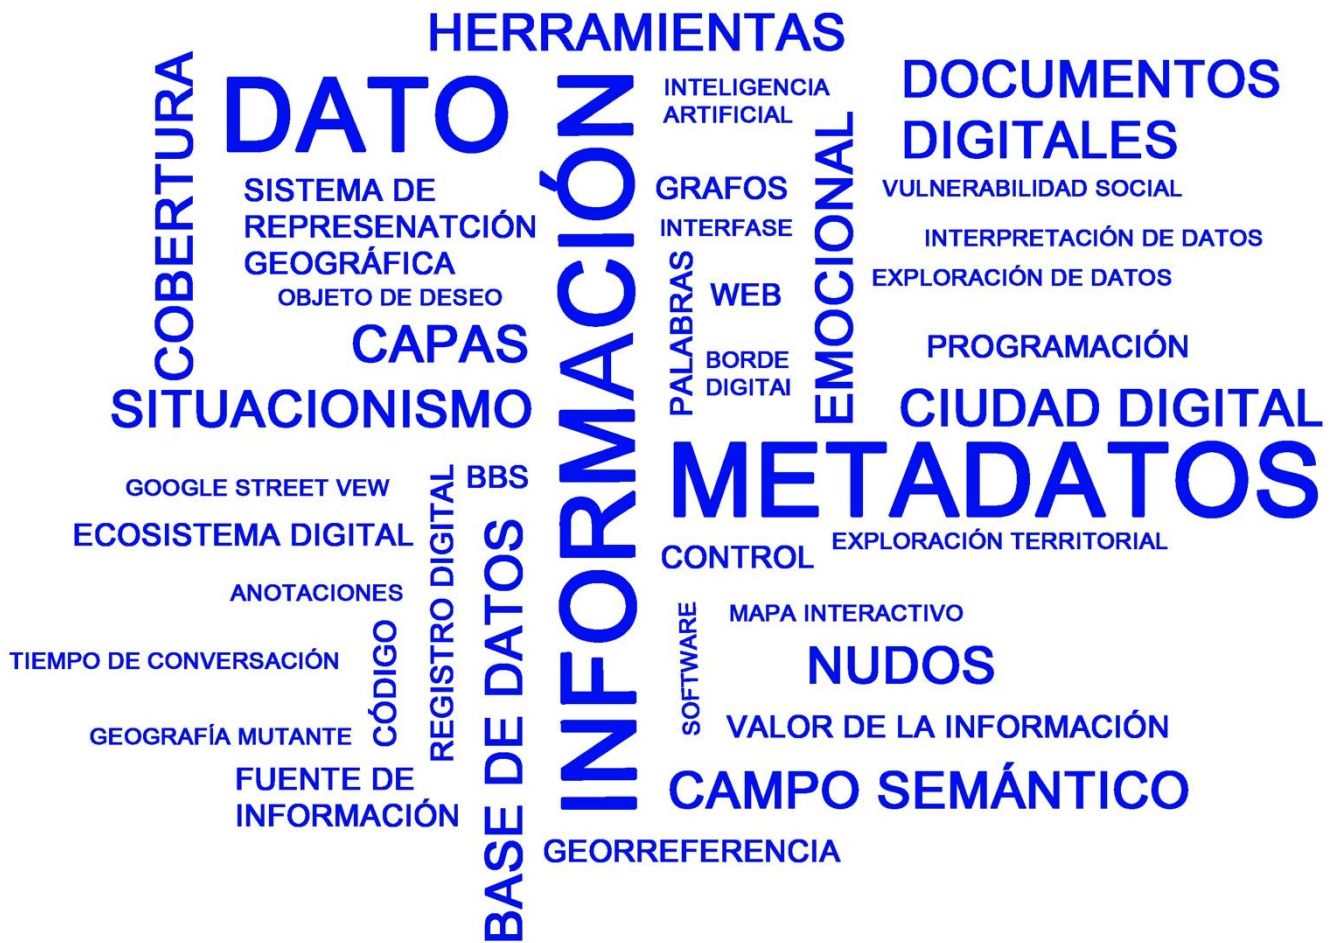 HERRAMIENTAS
COBERTURA
DATO
SISTEMA DE
REPRESENATCIÓN
GEOGRÁFICA
OBJETO DE DESEO
CAPAS
SITUACIONISMO
INFORMACIÓN
INTELIGENCIA
ARTIFICIAL
GRAFOS
INTERFASE
PALABRAS
WEB
BORDE
DIGITAl
EMOCIONAL
DOCUMENTOS
DIGITALES
VULNERABILIDAD SOCIAL
INTERPRETACIÓN DE DATOS
EXPLORACIÓN DE DATOS
PROGRAMACIÓN
CIUDAD DIGITAL
METADATOS
BBS
GOOGLE STREET VEW
ECOSISTEMA DIGITAL
ANOTACIONES
TIEMPO DE CONVERSACIÓN
CÓDIGO
REGISTRO DIGITAL
BASE DE DATOS
GEOGRAFÍA MUTANTE
FUENTE DE
INFORMACIÓN
CONTROL
EXPLORACIÓN TERRITORIAL
SOFTWARE
MAPA INTERACTIVO
NUDOS
VALOR DE LA INFORMACIÓN
CAMPO SEMÁNTICO
GEORREFERENCIA